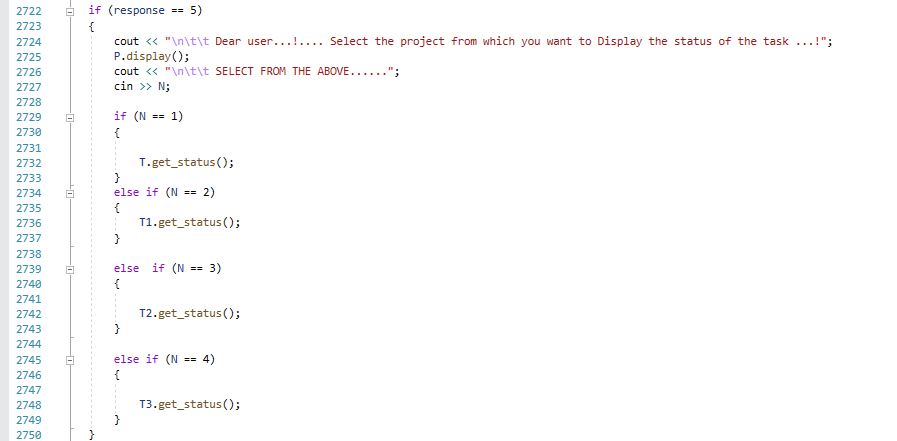 2722 if (response == 5)
2723 {
2724 cout << "\n\t\t Dear user...!.... Select the project from which you want to Display the status of the task ...!";
2725 P.display();
2726 cout << "\n\t\t SELECT FROM THE ABOVE......";
2727 cin >> N;
2728
2729 if (N == 1)
2730 {
2731
2732 T.get_status();
2733 }
2734 else if (N == 2)
2735 {
2736 T1.get_status();
2737 }
2738
2739 else  if (N == 3)
2740 {
2741
2742 T2.get_status();
2743 }
2744
2745 else if (N == 4)
2746 {
2747
2748 T3.get_status();
2749 }
2750 }